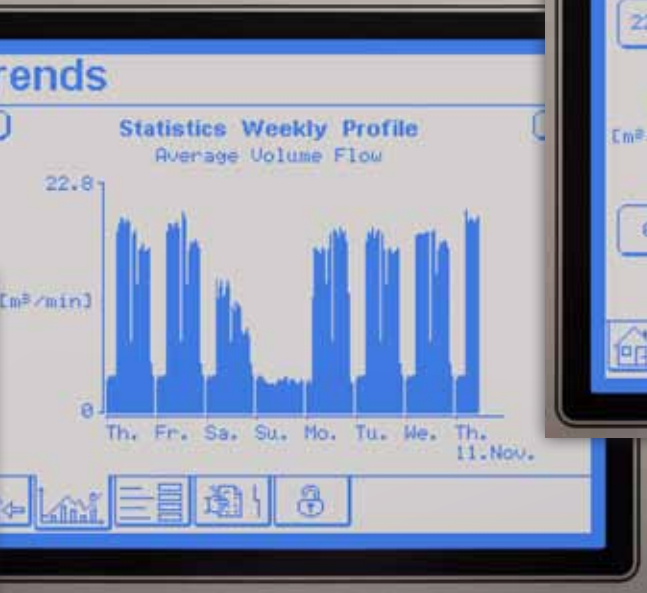 rends
Statistics Weekly Profile
Average Volume Flow
22.8
[m³/min]
0
Th. Fr. Sa. Su. Mo. Tu. We. Th.
11.Nov.
22
[m³